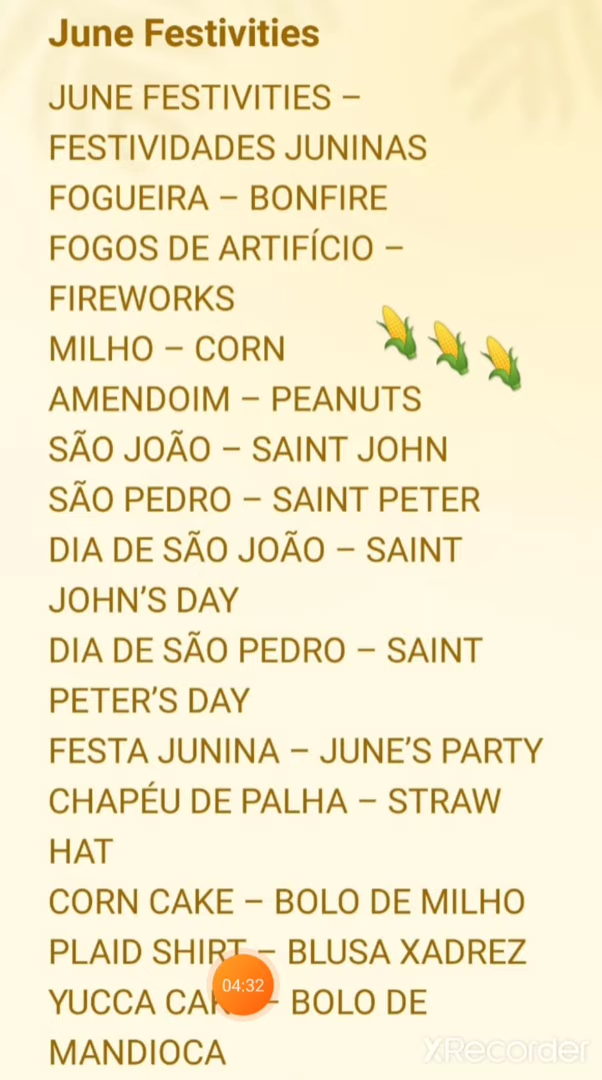 June Festivities
JUNE FESTIVITIES –
FESTIVIDADES JUNINAS
FOGUEIRA – BONFIRE
FOGOS DE ARTIFÍCIO –
FIREWORKS
MILHO – CORN
AMENDOIM – PEANUTS
SÃO JOÃO – SAINT JOHN
SÃO PEDRO – SAINT PETER
DIA DE SÃO JOÃO – SAINT
JOHN’S DAY
DIA DE SÃO PEDRO – SAINT
PETER’S DAY
FESTA JUNINA – JUNE’S PARTY
CHAPÉU DE PALHA – STRAW
HAT
CORN CAKE – BOLO DE MILHO
PLAID SHIRT – BLUSA XADREZ
04:32
YUCCA – BOLO DE
MANDIOCA
XRecorder